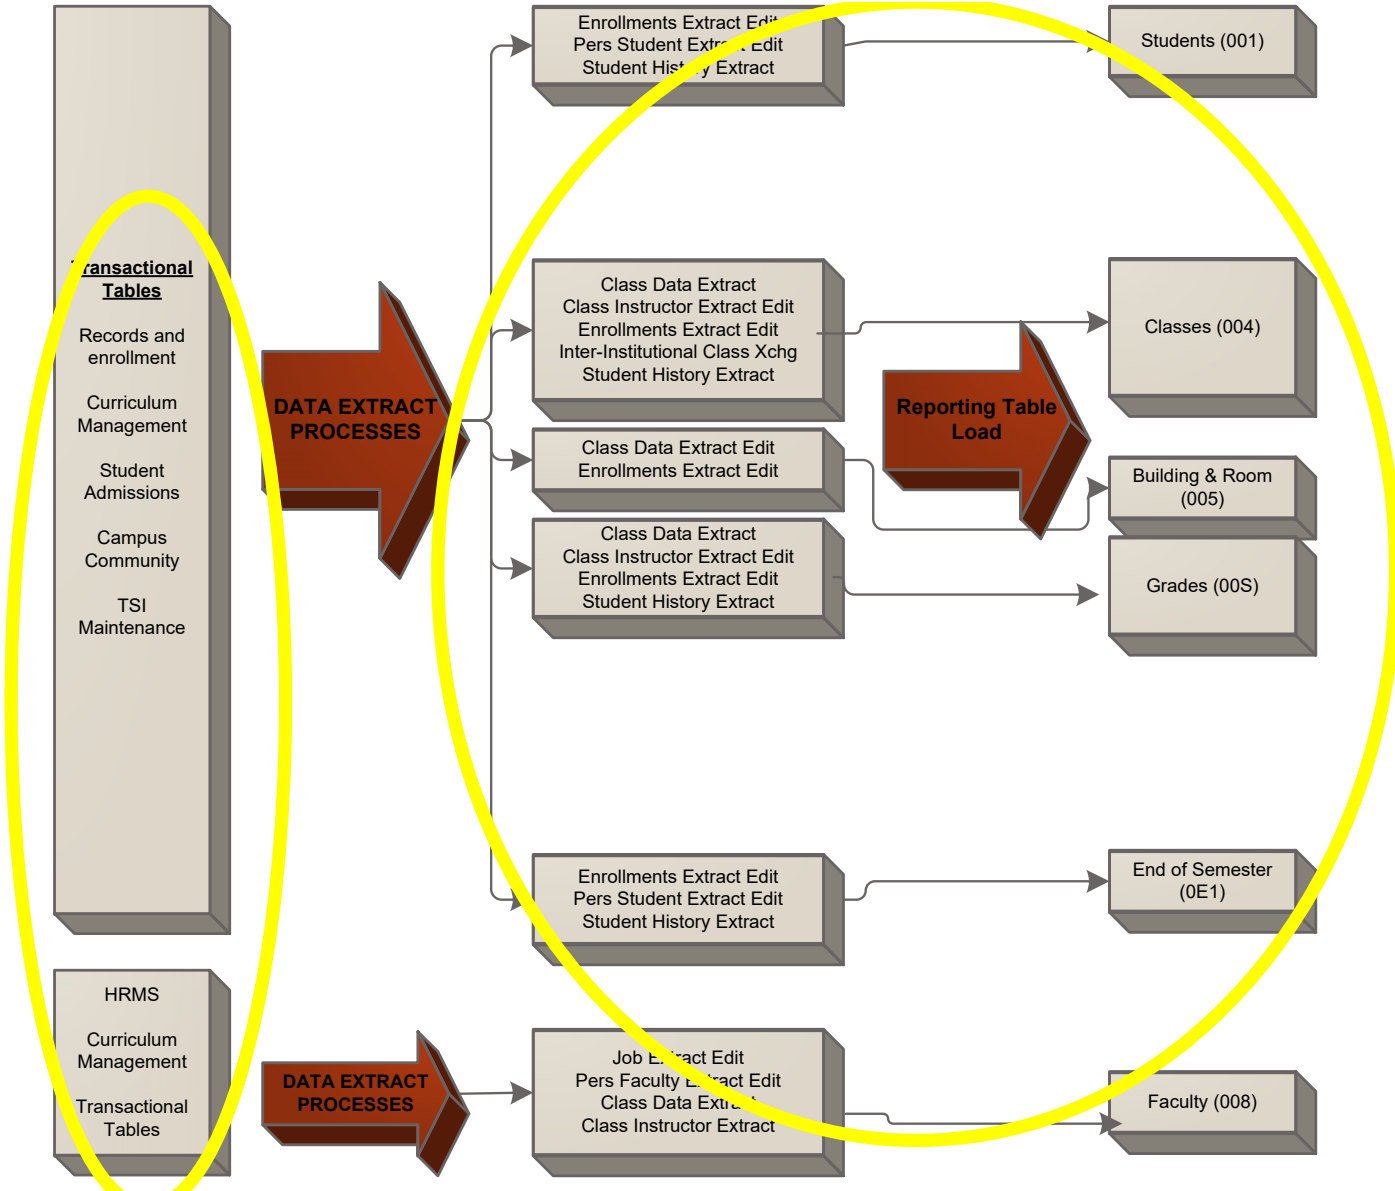 Transactional
Tables
Records and
enrollment
Curriculum
Management
Student
Admissions
Campus
Community
TSI
Maintenance
HRMS
Curriculum
Management
Transactional
Tables
DATA EXTRACT
PROCESSES
DATA EXTRACT
PROCESSES
Enrollments Extract Edit
Pers Student Extract Edit
Student History Extract
Class Data Extract
Class Instructor Extract Edit
Enrollments Extract Edit
Inter-Institutional Class Xchg
Student History Extract
Class Data Extract Edit
Enrollments Extract Edit
Class Data Extract
Class Instructor Extract Edit
Enrollments Extract Edit
Student History Extract
Enrollments Extract Edit
Pers Student Extract Edit
Student History Extract
Job Extract Edit
Pers Faculty Extract Edit
Class Data Extract
Class Instructor Extract
Reporting Table
Load
Students (001)
Classes (004)
Building & Room
(005)
Grades (00S)
End of Semester
(0E1)
Faculty (008)